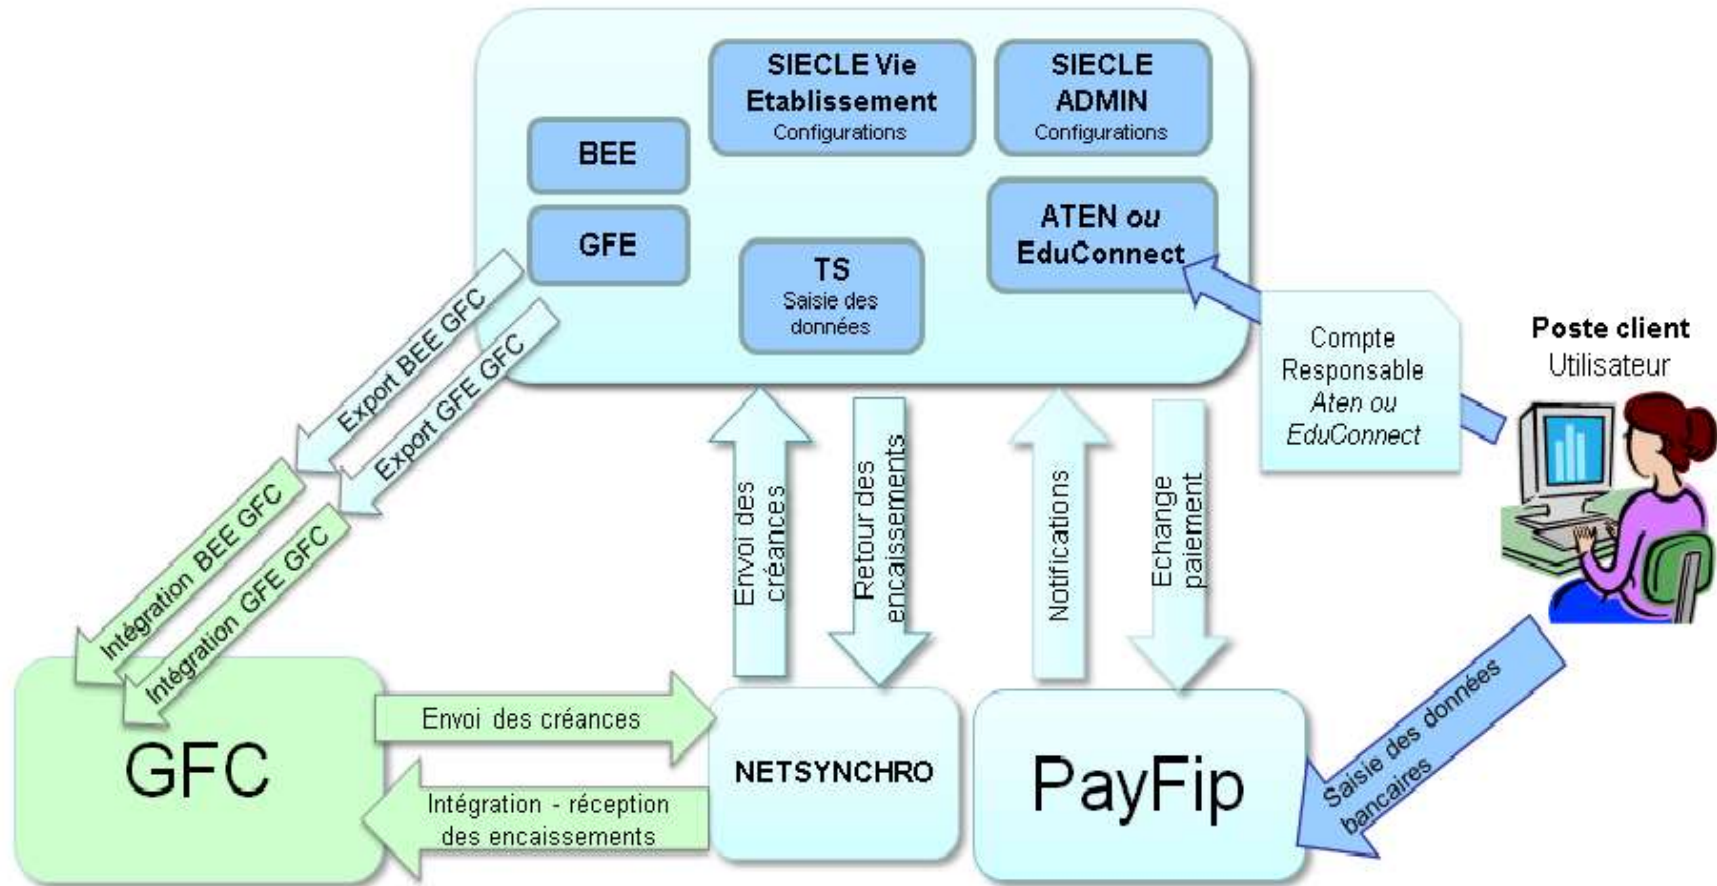 SIECLE Vie
Etablissement
Configurations
SIECLE
ADMIN
Configurations
BEE
GFE
TS
Saisie des
données
ATEN ou
EduConnect
Compte
Responsable
Aten ou
EduConnect
Poste client
Utilisateur
Export BEE GFC
Export GFE GFC
Intégration BEE GFC
Intégration GFE GFC
Envoi des
créances
Retour des
encaissements
Notifications
Echange
paiement
Saisie des données
bancaires
GFC
Envoi des créances
Intégration - réception
des encaissements
NETSYNCHRO
PayFip